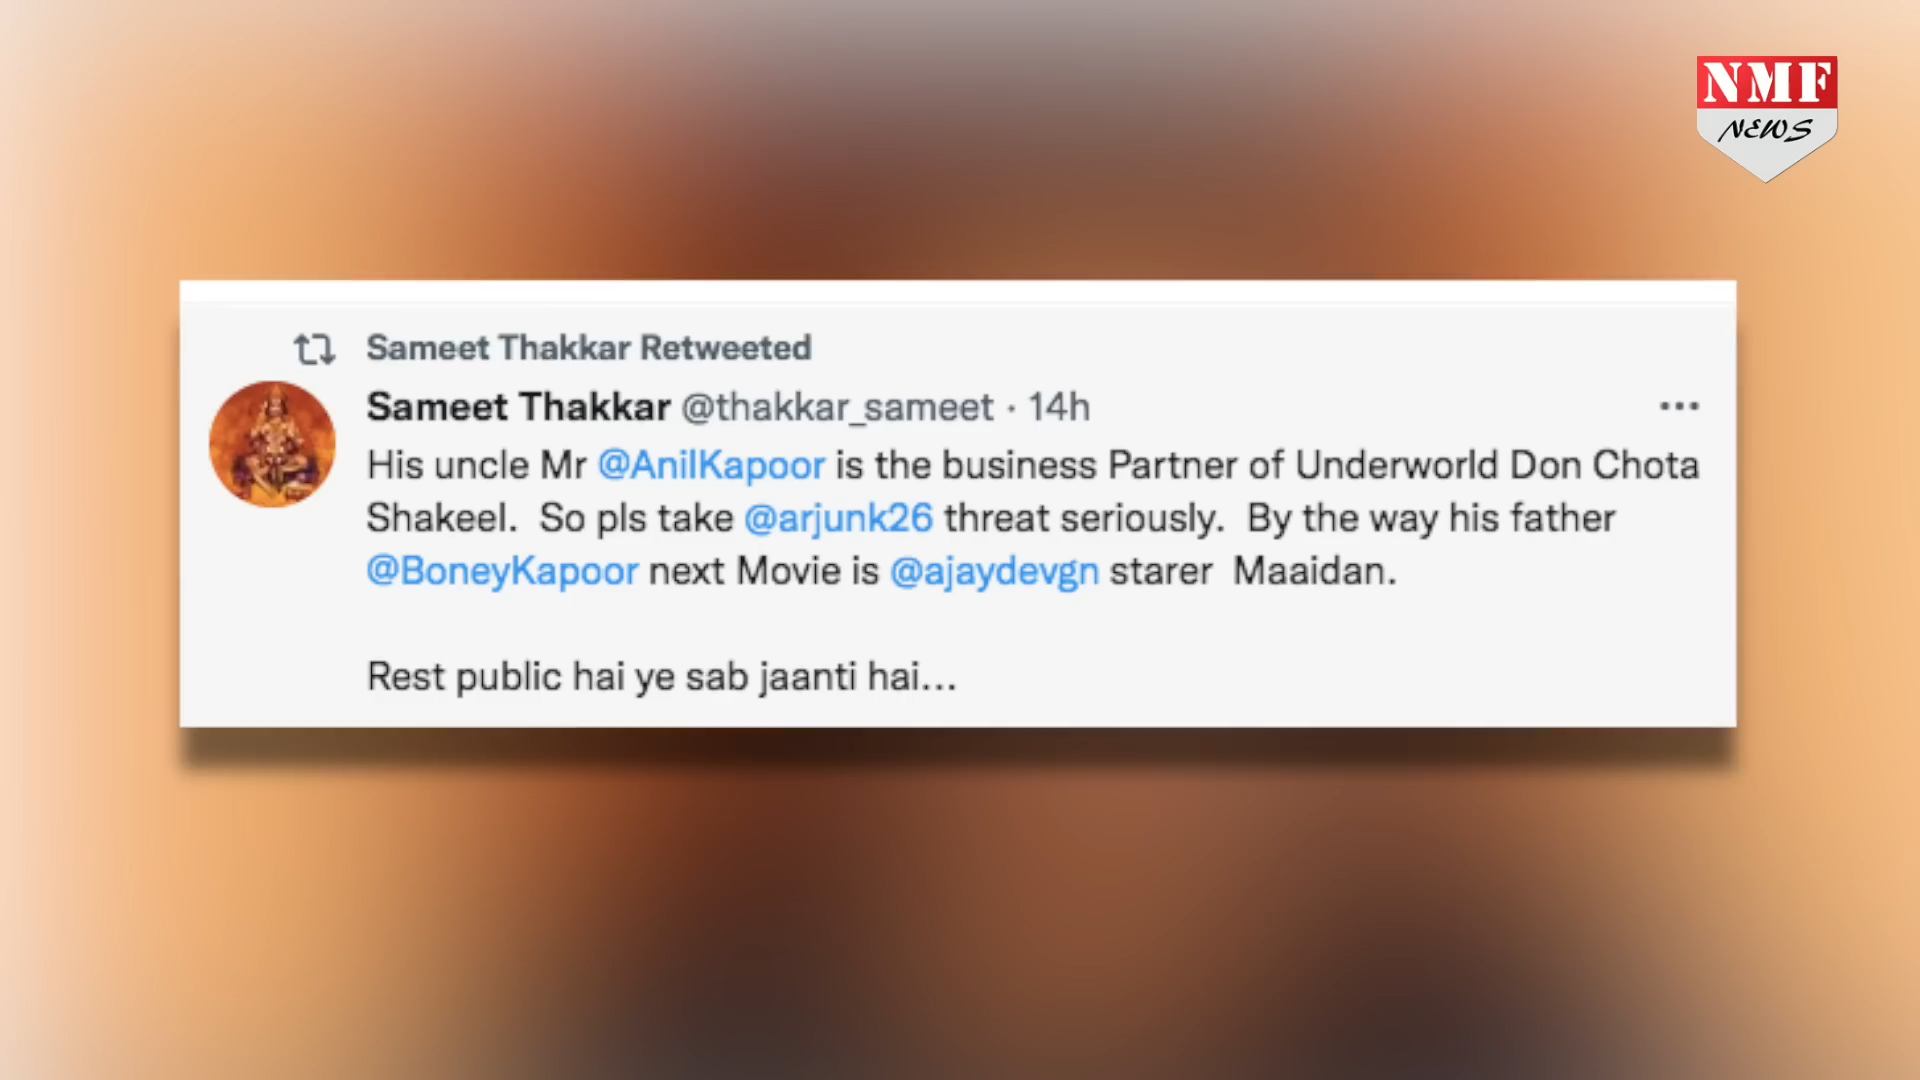 NMF
NEWS
Sameet Thakkar Retweeted
Sameet Thakkar @thakkar_sameet · 14h
His uncle Mr @AnilKapoor is the business Partner of Underworld Don Chota
Shakeel.  So pls take @arjunk26 threat seriously.  By the way his father
@BoneyKapoor next Movie is @ajaydevgn starer  Maaidan.
Rest public hai ye sab jaanti hai...